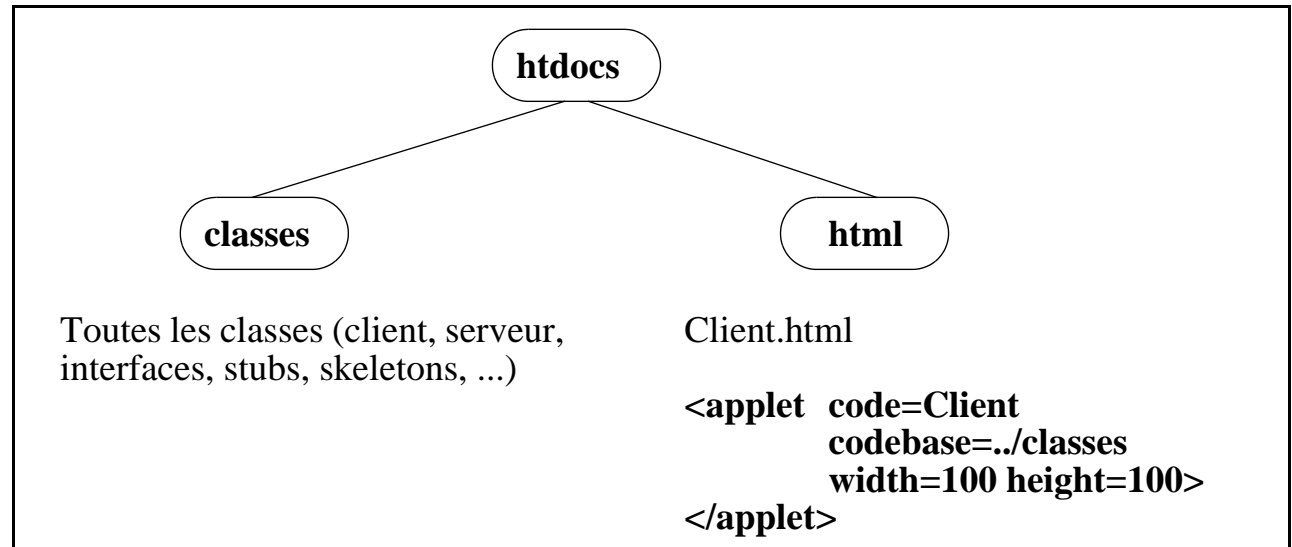 htdocs
classes
html
Toutes les classes (client, serveur,
interfaces, stubs, skeletons, ...)
Client.html
<applet code=Client
codebase=../classes
width=100 height=100>
</applet>